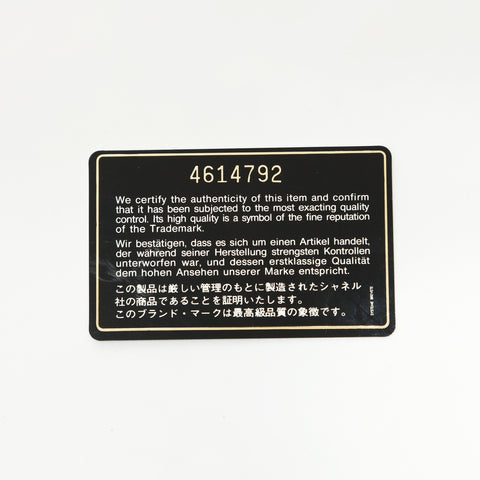 4614792
We certify the authenticity of this item and confirm
that it has been subjected to the most exacting quality
control. Its high quality is a symbol of the fine reputation
of the Trademark.
Wir bestätigen, dass es sich um einen Artikel handelt,
der während seiner Herstellung strengsten Kontrollen
unterworfen war, und dessen erstklassige Qualität
dem hohen Ansehen unserer Marke entspricht.
この製品は厳しい管理のもとに製造されたシャネル
社の商品であることを証明いたします。
このブランド・マークは最高級品質の象徴です。